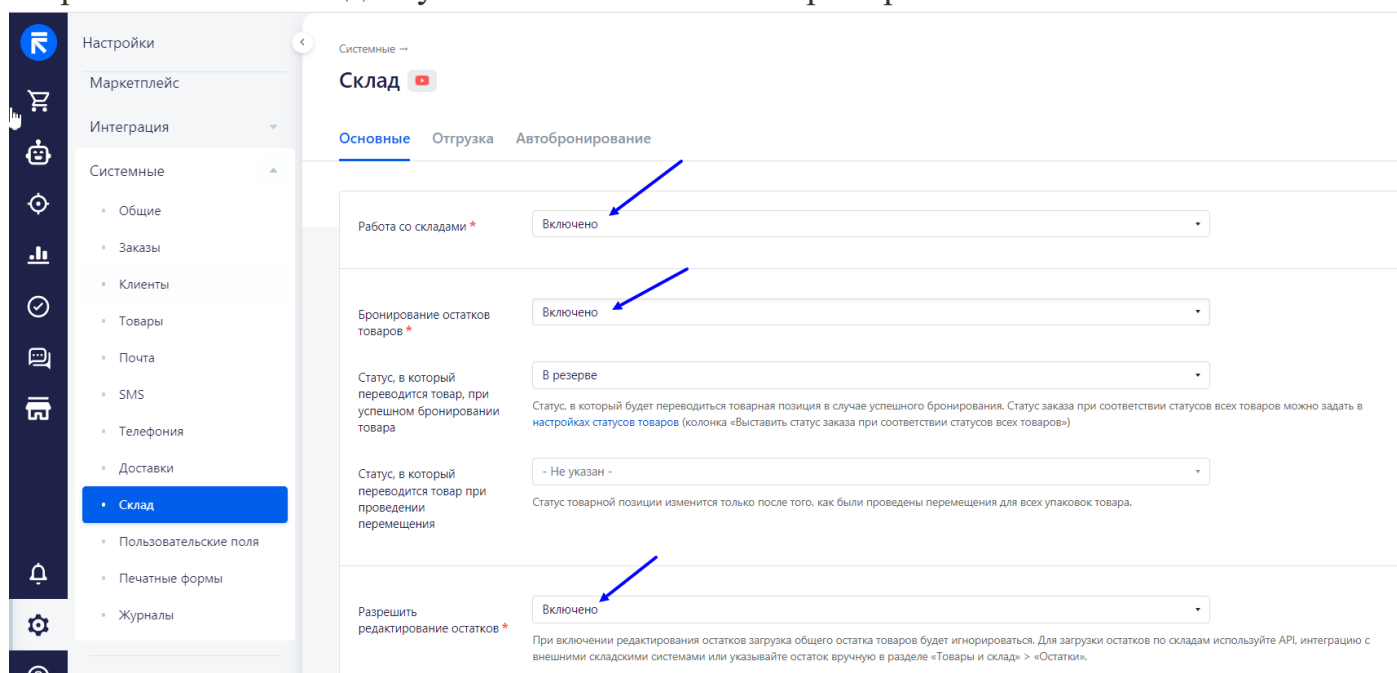 Настройки
Маркетплейс
Интеграция
Системные
Общие
Заказы
Клиенты
Товары
Почта
SMS
Телефония
Доставки
Склад
Пользовательские поля
Печатные формы
Журналы
Системные →
Склад
Основные Отгрузка Автобронирование
Работа со складами * Включено
Бронирование остатков Включено
товаров *
Статус, в который В резерве
переводится товар, при
успешном бронировании
товара
Статус, в который будет переводиться товарная позиция в случае успешного бронирования. Статус заказа при соответствии статусов всех товаров можно задать в
настройках статусов товаров (колонка «Выставить статус заказа при соответствии статусов всех товаров»)
Статус, в который - Не указан -
переводится товар при
проведении
перемещения
Статус товарной позиции изменится только после того, как были проведены перемещения для всех упаковок товара.
Разрешить Включено
редактирование остатков *
При включении редактирования остатков загрузка общего остатка товаров будет игнорироваться. Для загрузки остатков по складам используйте API, интеграцию с
внешними складскими системами или указывайте остаток вручную в разделе «Товары и склад» > «Остатки».